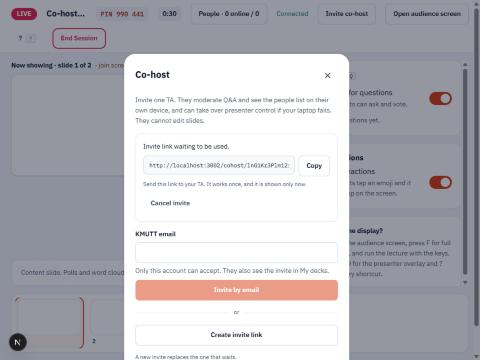 LIVE Co-host... PIN 990 441 0:30 People · 0 online / 0 Connected Invite co-host Open audience screen
? ? End Session
Now showing · slide 1 of 2 · join
Co-host
Invite one TA. They moderate Q&A and see the people list on their
own device, and can take over presenter control if your laptop fails.
They cannot edit slides.
Invite link waiting to be used.
Copy
Send this link to your TA. It works once, and it is shown only now.
Cancel invite
KMUTT email
Only this account can accept. They also see the invite in My decks.
Invite by email
or
Create invite link
A new invite replaces the one that waits.
for questions
can ask and vote.
stions yet.
ions
eactions
s tap an emoji and it
up on the screen.
he display?
he audience screen, press F for full
, and run the lecture with the keys.
for the presenter overlay and ?
ry shortcut.
Content slide. Polls and word cloud
2
N